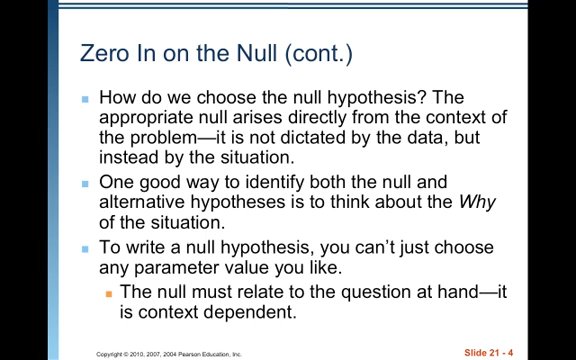 Zero In on the Null (cont.)
How do we choose the null hypothesis? The
appropriate null arises directly from the context of
the problem—it is not dictated by the data, but
instead by the situation.
One good way to identify both the null and
alternative hypotheses is to think about the Why
of the situation.
To write a null hypothesis, you can’t just choose
any parameter value you like.
The null must relate to the question at hand—it
is context dependent.
Copyright © 2010, 2007, 2004 Pearson Education, Inc.
Slide 21 - 4